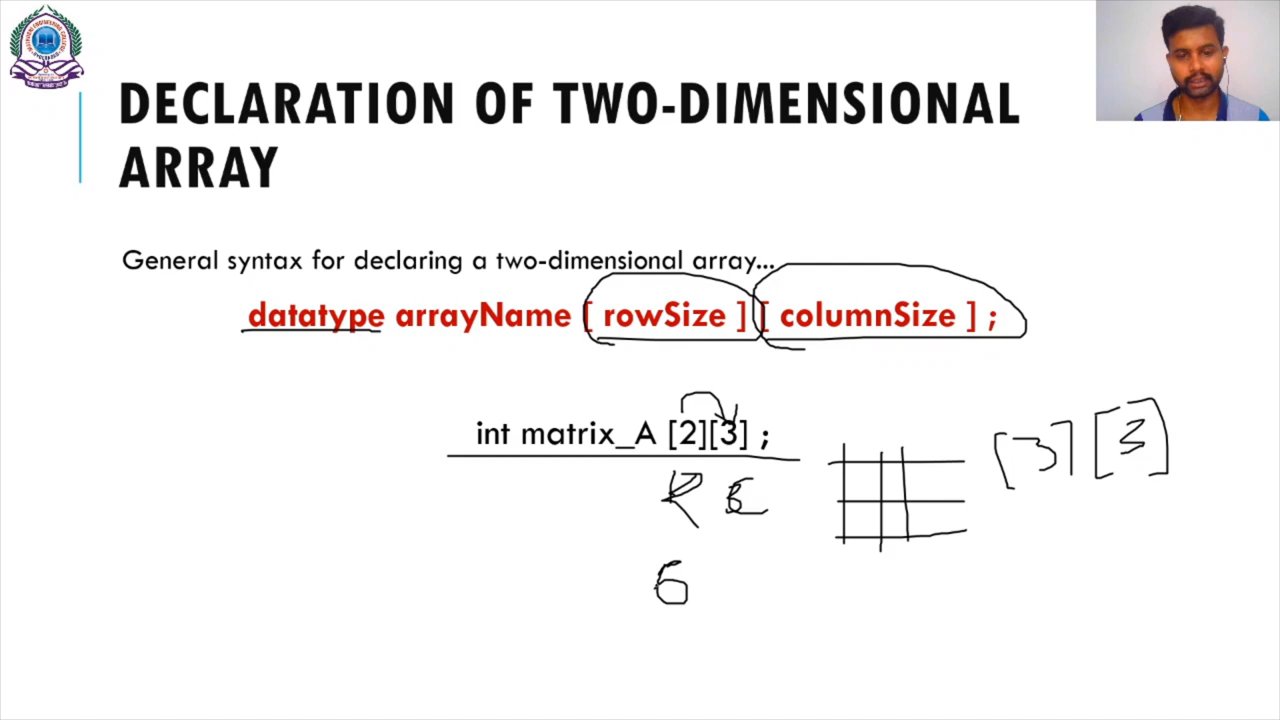 DECLARATION OF TWO-DIMENSIONAL
ARRAY
General syntax for declaring a two-dimensional array...
datatype arrayName [ rowSize ] [ columnSize ] ;
int matrix_A [2][3] ;
[3] [3]
R C
6